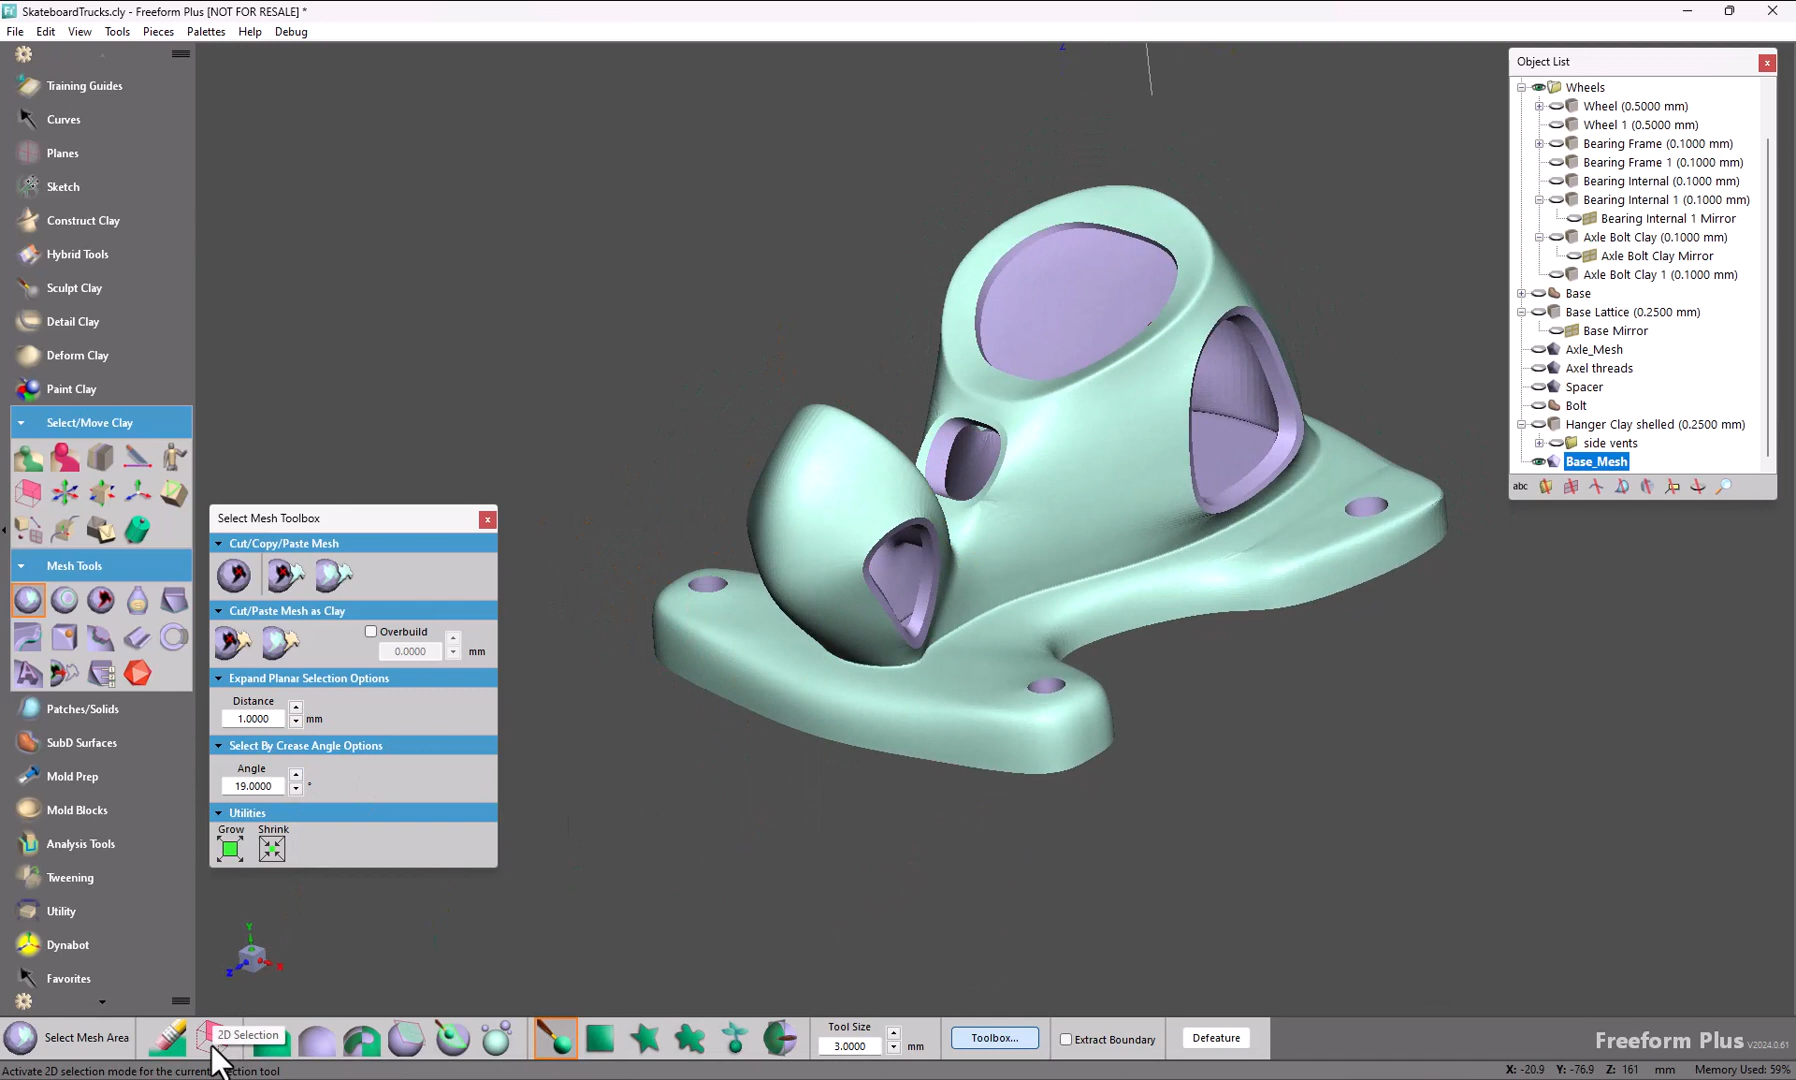 SkateboardTrucks.cly - Freeform Plus [NOT FOR RESALE] *
File Edit View Tools Pieces Palettes Help Debug
Training Guides
Curves
Planes
Sketch
Construct Clay
Hybrid Tools
Sculpt Clay
Detail Clay
Deform Clay
Paint Clay
Select/Move Clay
Mesh Tools
Patches/Solids
SubD Surfaces
Mold Prep
Mold Blocks
Analysis Tools
Tweening
Utility
Dynabot
Favorites
Select Mesh Toolbox
Cut/Copy/Paste Mesh
Cut/Paste Mesh as Clay
Overbuild
0.0000 mm
Expand Planar Selection Options
Distance
1.0000 mm
Select By Crease Angle Options
Angle
19.0000 °
Utilities
Grow Shrink
Z
Y
Z X
Object List
Wheels
Wheel (0.5000 mm)
Wheel 1 (0.5000 mm)
Bearing Frame (0.1000 mm)
Bearing Frame 1 (0.1000 mm)
Bearing Internal (0.1000 mm)
Bearing Internal 1 (0.1000 mm)
Bearing Internal 1 Mirror
Axle Bolt Clay (0.1000 mm)
Axle Bolt Clay Mirror
Axle Bolt Clay 1 (0.1000 mm)
Base
Base Lattice (0.2500 mm)
Base Mirror
Axle_Mesh
Axel threads
Spacer
Bolt
Hanger Clay shelled (0.2500 mm)
side vents
Base_Mesh
abc
Select Mesh Area
2D Selection
Tool Size
3.0000 mm
Toolbox...
Extract Boundary
Defeature
Freeform Plus V2024.0.61
Activate 2D selection mode for the current selection tool
X: -20.9 Y: -76.9 Z: 161 mm Memory Used: 59%